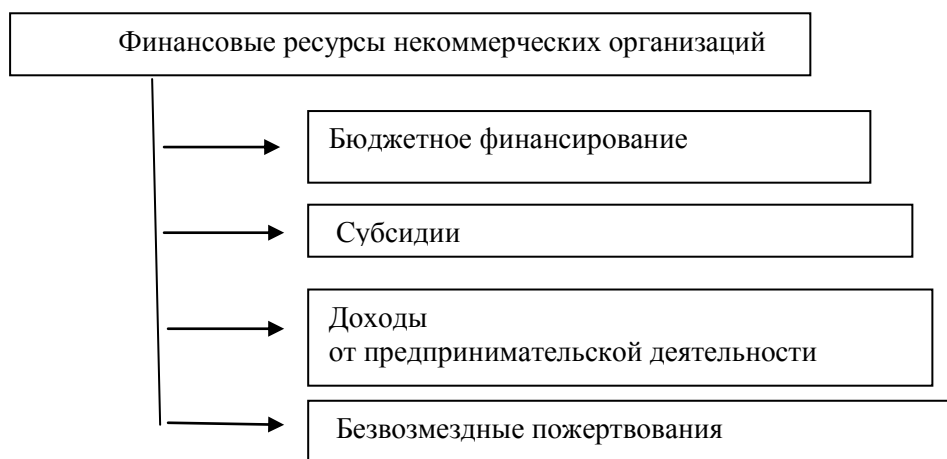 Финансовые ресурсы некоммерческих организаций
Бюджетное финансирование
Субсидии
Доходы
от предпринимательской деятельности
Безвозмездные пожертвования